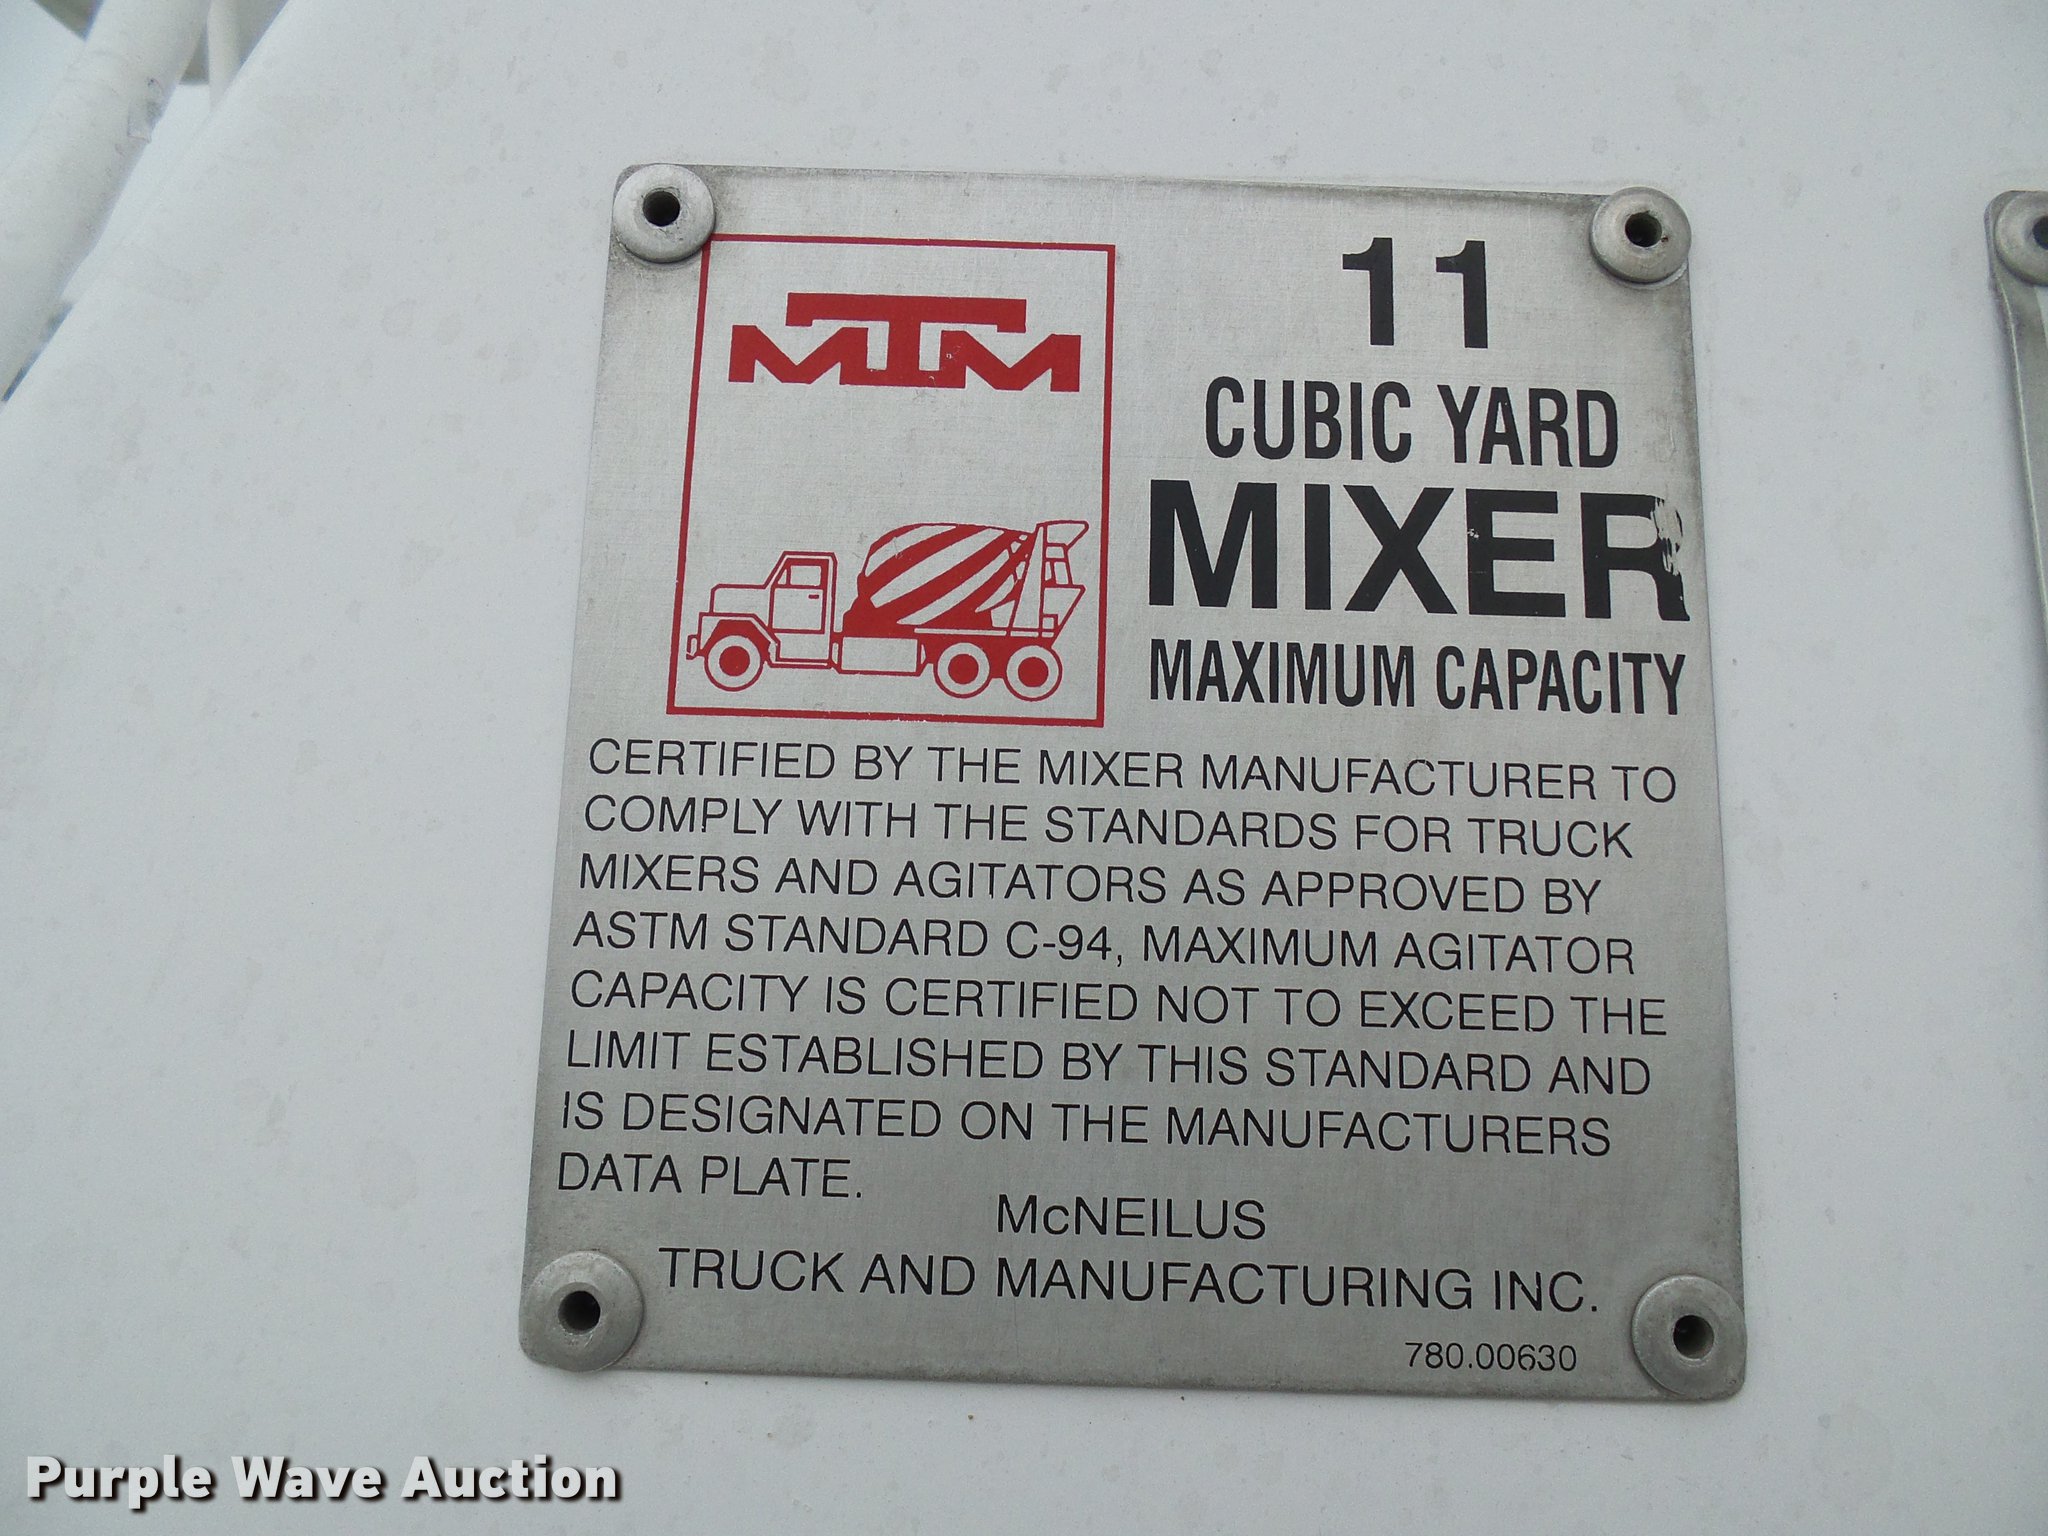 MTM
11
CUBIC YARD
MIXER
MAXIMUM CAPACITY
CERTIFIED BY THE MIXER MANUFACTURER TO
COMPLY WITH THE STANDARDS FOR TRUCK
MIXERS AND AGITATORS AS APPROVED BY
ASTM STANDARD C-94, MAXIMUM AGITATOR
CAPACITY IS CERTIFIED NOT TO EXCEED THE
LIMIT ESTABLISHED BY THIS STANDARD AND
IS DESIGNATED ON THE MANUFACTURERS
DATA PLATE.
McNEILUS
TRUCK AND MANUFACTURING INC.
780.00630
Purple Wave Auction